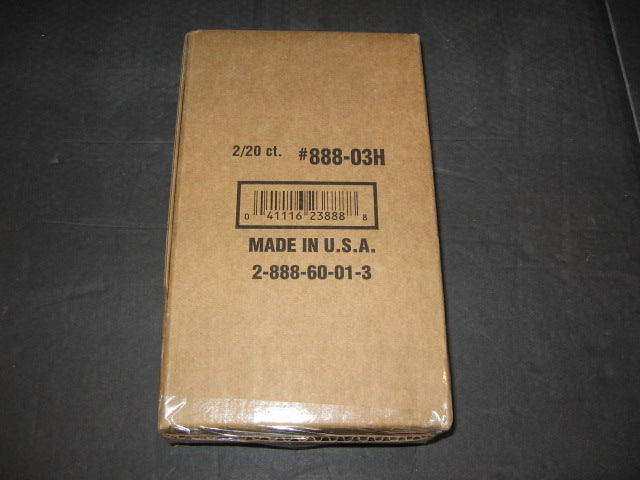 2/20 ct. #888-03H
0 41116 23888 8
MADE IN U.S.A.
2-888-60-01-3